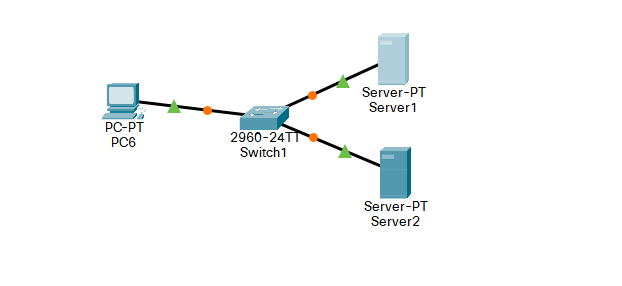 Server-PT
Server1
PC-PT
PC6
2960-24TT
Switch1
Server-PT
Server2